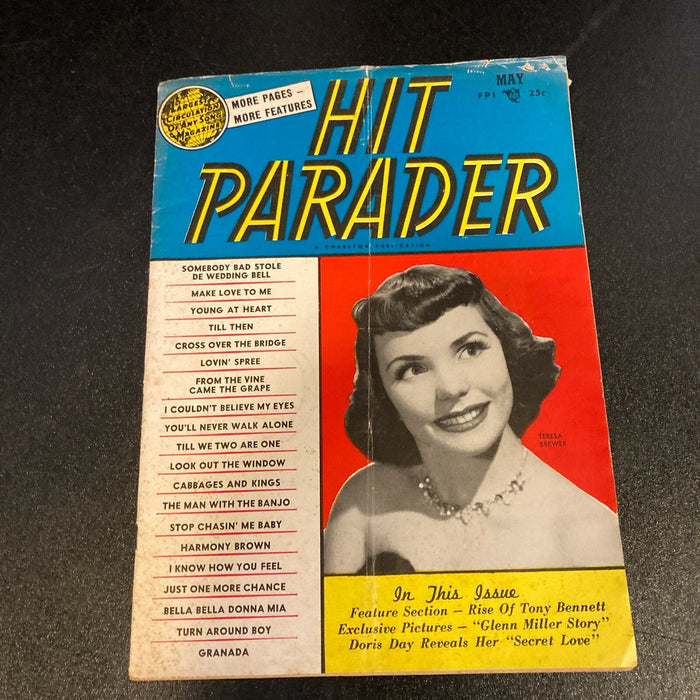 LARGEST
CIRCULATION
OF ANY SONG
MAGAZINE
MORE PAGES –
MORE FEATURES
MAY
FPI 25c
HIT
PARADER
A CHARLTON PUBLICATION
SOMEBODY BAD STOLE
DE WEDDING BELL
MAKE LOVE TO ME
YOUNG AT HEART
TILL THEN
CROSS OVER THE BRIDGE
LOVIN' SPREE
FROM THE VINE
CAME THE GRAPE
I COULDN'T BELIEVE MY EYES
YOU'LL NEVER WALK ALONE
TILL WE TWO ARE ONE
LOOK OUT THE WINDOW
CABBAGES AND KINGS
THE MAN WITH THE BANJO
STOP CHASIN' ME BABY
HARMONY BROWN
I KNOW HOW YOU FEEL
JUST ONE MORE CHANCE
BELLA BELLA DONNA MIA
TURN AROUND BOY
GRANADA
TERESA
BREWER
In This Issue
Feature Section – Rise Of Tony Bennett
Exclusive Pictures – "Glenn Miller Story"
Doris Day Reveals Her "Secret Love"